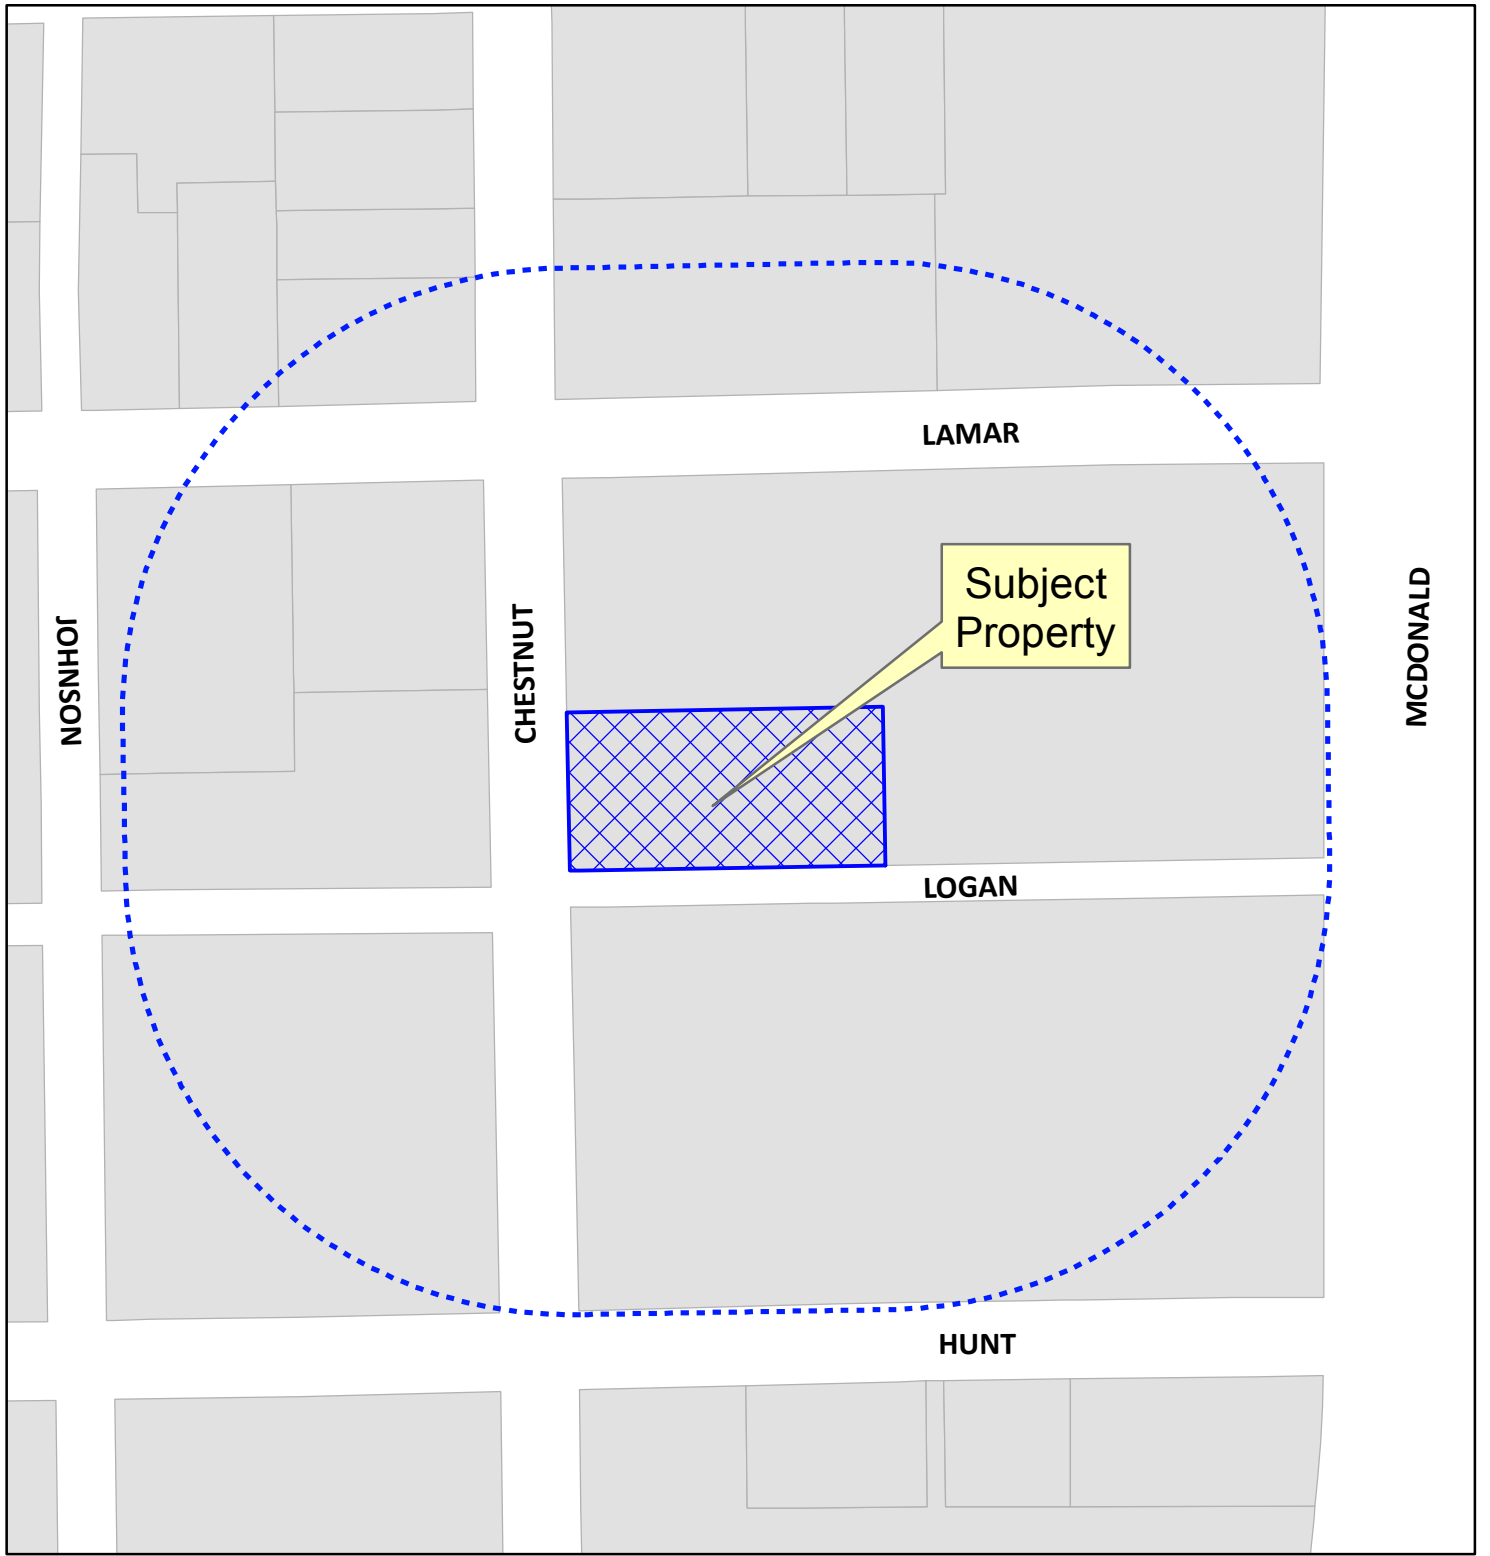 LAMAR
Subject
Property
JOHNSON
CHESTNUT
MCDONALD
LOGAN
HUNT